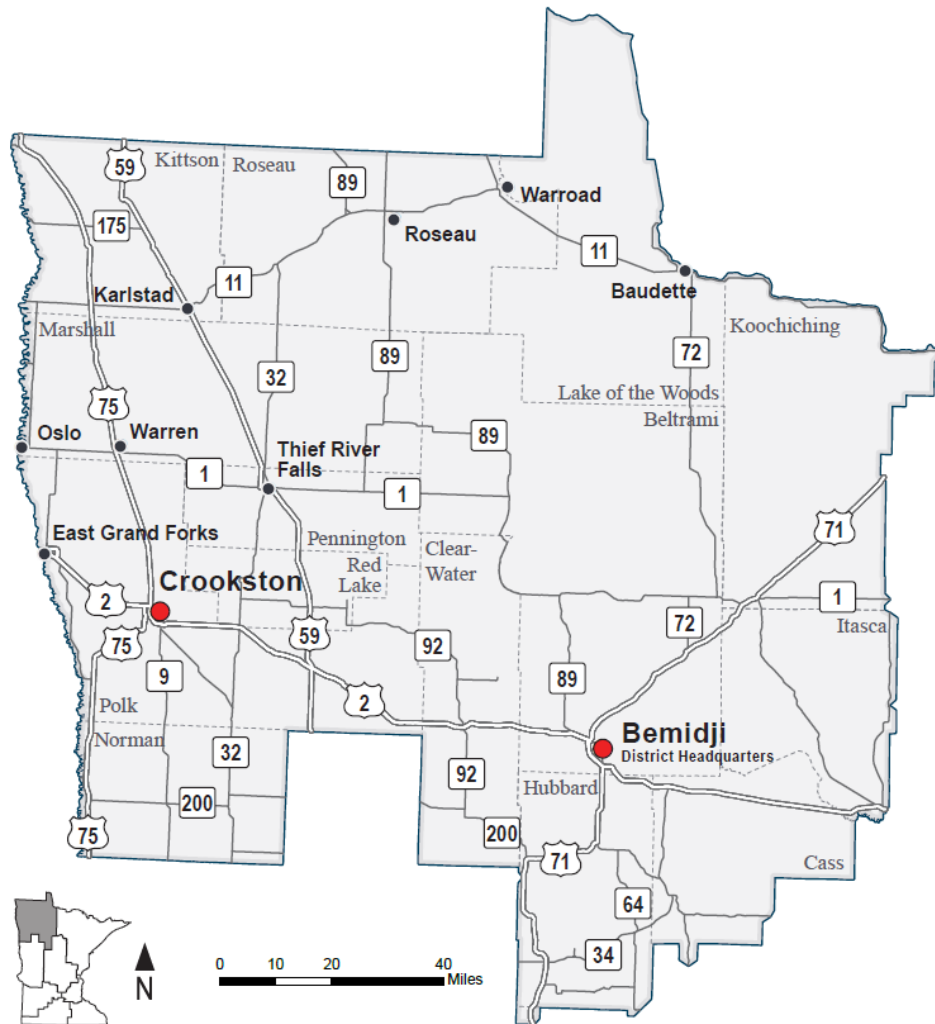 59
Kittson
Roseau
89
Warroad
175
Roseau
11
11
Karlstad
Baudette
Marshall
Koochiching
32
89
72
75
Lake of the Woods
Beltrami
Oslo
Warren
89
Thief River
Falls
1
1
71
East Grand Forks
Pennington
Clear-
Water
Red
Lake
Crookston
2
1
Itasca
75
59
92
72
9
89
2
Polk
Norman
Bemidji
District Headquarters
32
92
Hubbard
200
75
200
71
Cass
64
34
N
0 10 20 40
Miles